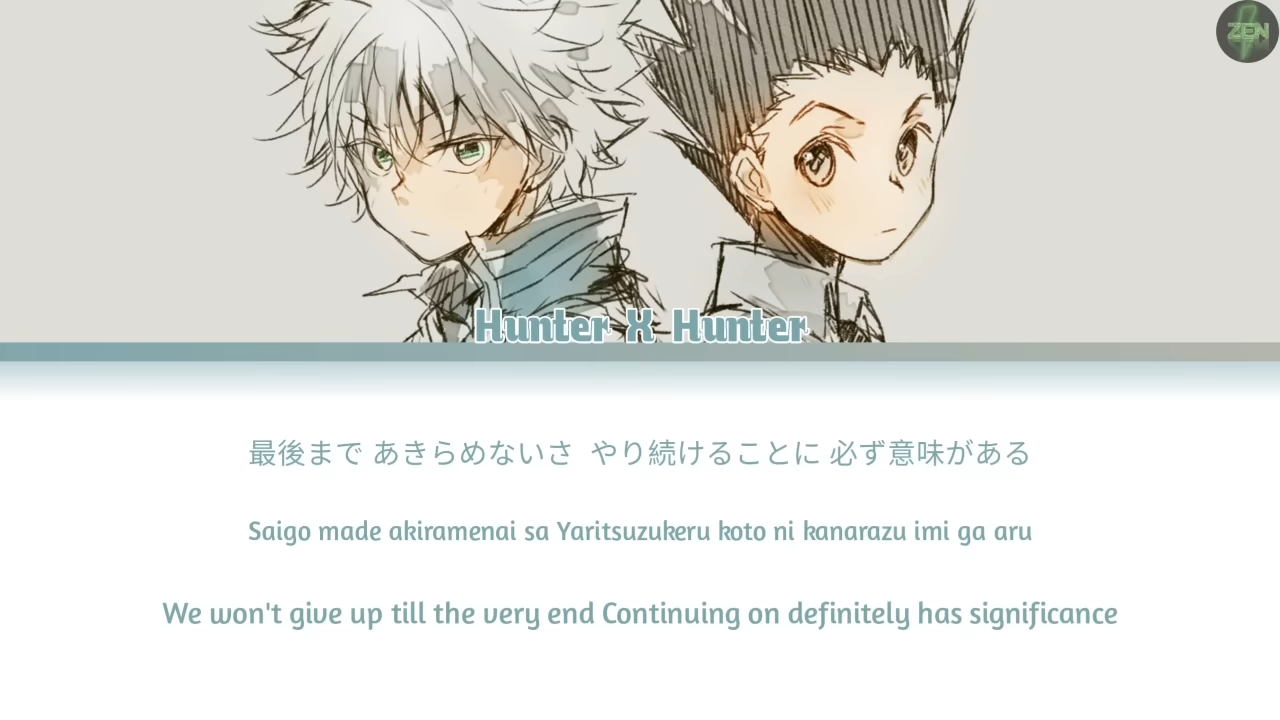 ZEN
Hunter X Hunter
最後まで あきらめないさ やり続けることに 必ず意味がある
Saigo made akiramenai sa Yaritsuzukeru koto ni kanarazu imi ga aru
We won't give up till the very end Continuing on definitely has significance